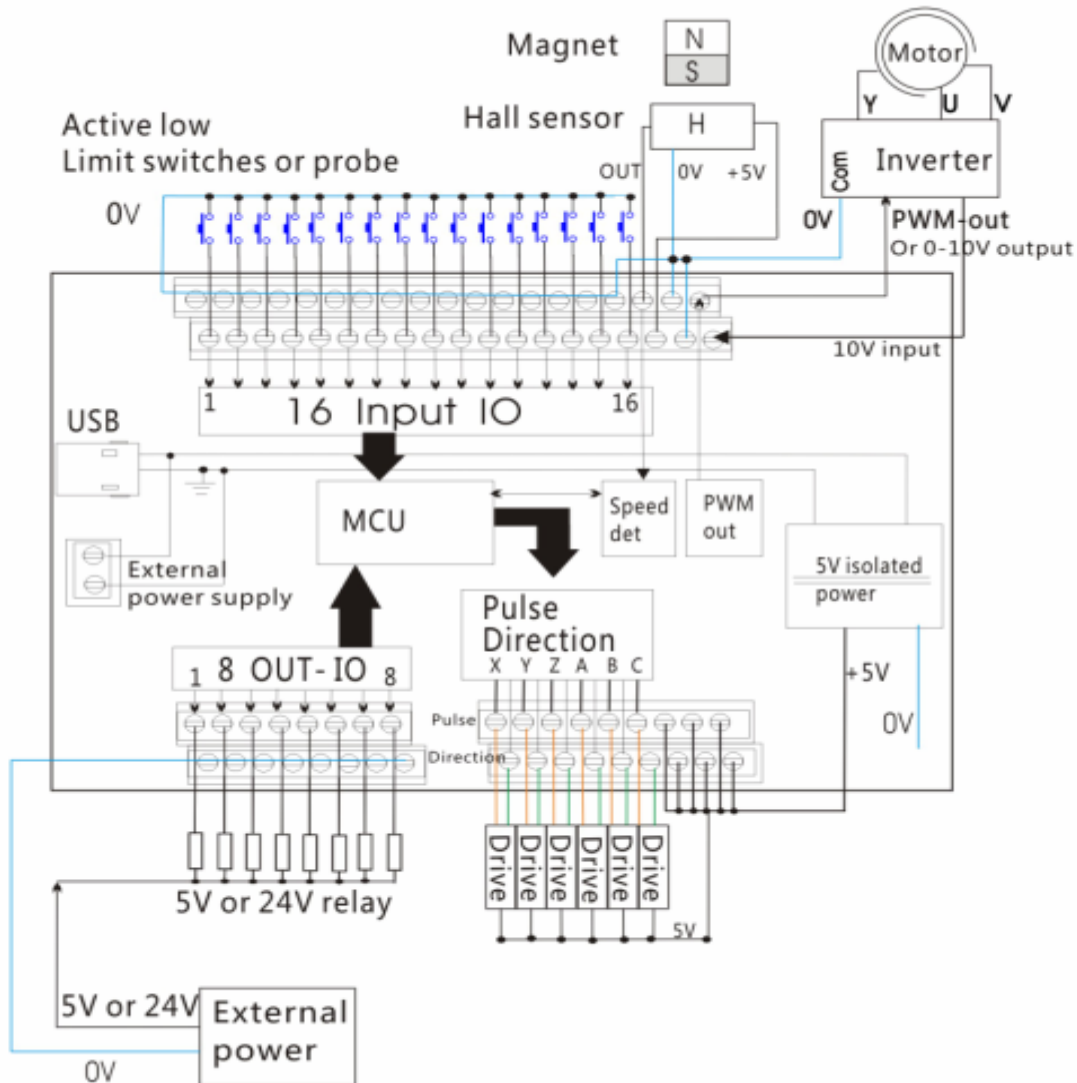 Magnet
N
S
Motor
Y U V
Hall sensor
H
Com
Inverter
Active low
Limit switches or probe
OUT 0V +5V
0V
0V
PWM-out
Or 0-10V output
A
10V input
1 16 Input IO 16
USB
MCU
Speed
det
PWM
out
External
power supply
5V isolated
power
Pulse
Direction
X Y Z A B C
1 8 OUT-IO 8
+5V
0V
Pulse
Direction
Drive Drive Drive Drive Drive Drive
5V or 24V relay
5V
5V or 24V
External
power
0V